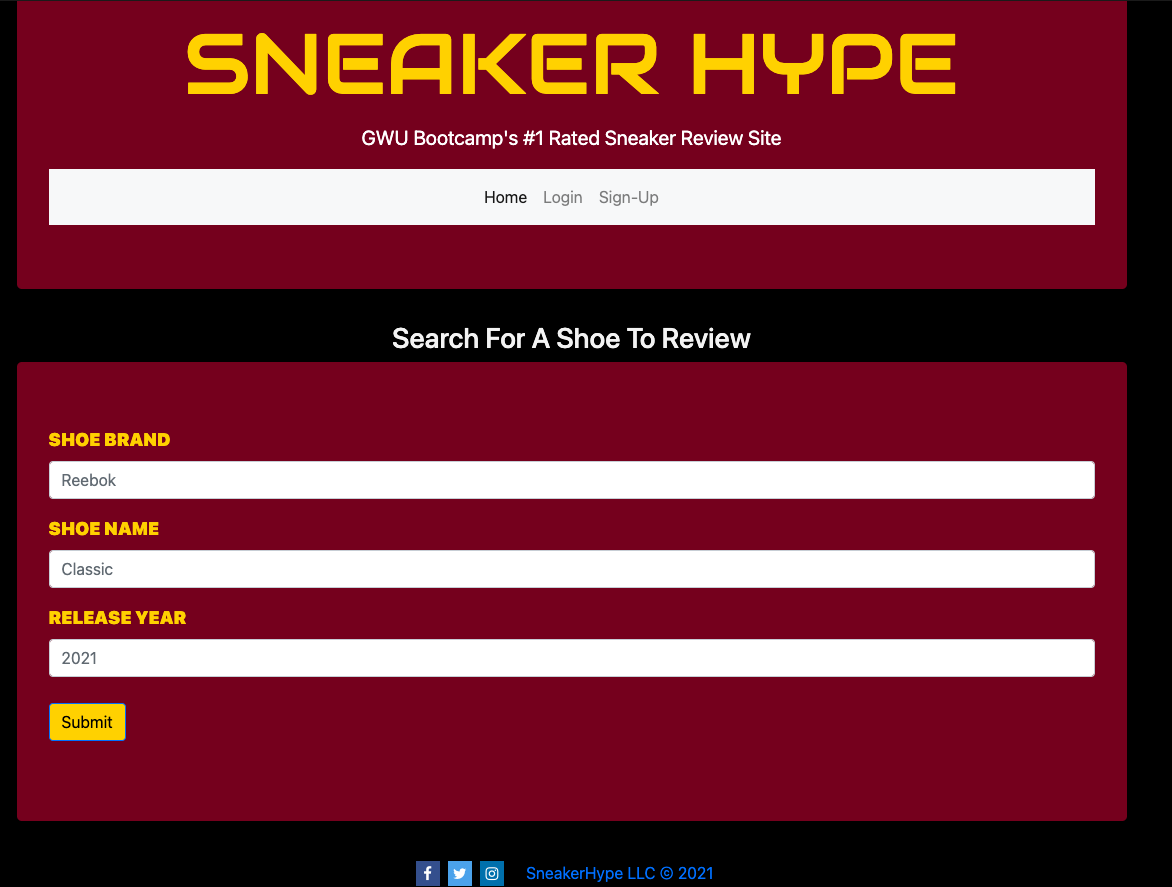 SNEAKER HYPE
GWU Bootcamp's #1 Rated Sneaker Review Site
Home Login Sign-Up
Search For A Shoe To Review
SHOE BRAND
Reebok
SHOE NAME
Classic
RELEASE YEAR
2021
Submit
SneakerHype LLC © 2021